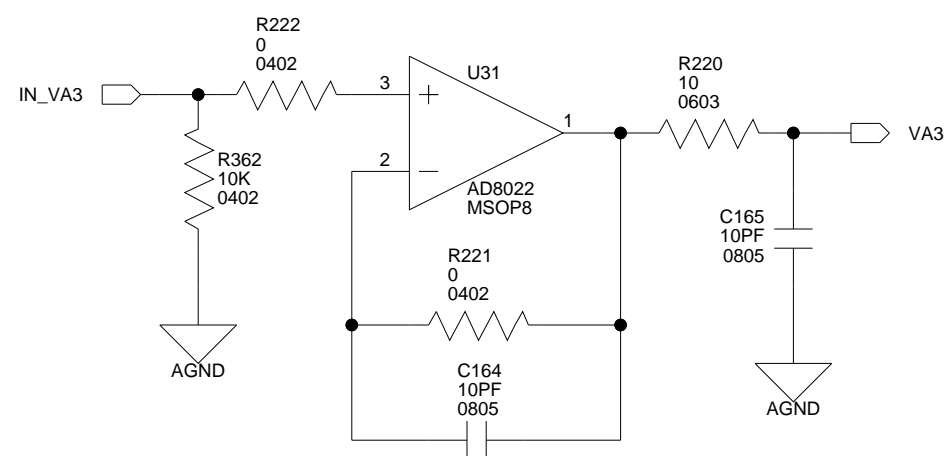 R222
0
0402
IN_VA3
3
U31
1
R220
10
0603
VA3
R362
10K
0402
2
AD8022
MSOP8
C165
10PF
0805
R221
0
0402
AGND
C164
10PF
0805
AGND